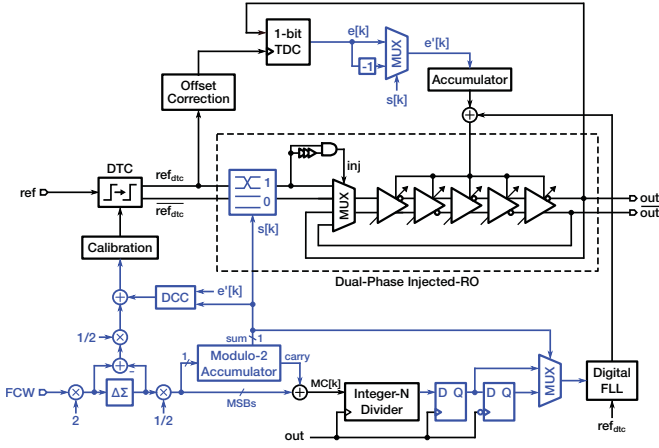 1-bit
TDC
e[k]
-1
MUX
e'[k]
s[k]
Accumulator
Offset
Correction
DTC
ref
ref_dtc
ref_dtc
1
0
s[k]
inj
MUX
out
out
Dual-Phase Injected-RO
Calibration
DCC
e'[k]
1/2
sum
1
1
Modulo-2
Accumulator
carry
FCW
2
ΔΣ
-
1/2
MSBs
MC[k]
Integer-N
Divider
D Q
D Q
MUX
Digital
FLL
ref_dtc
out